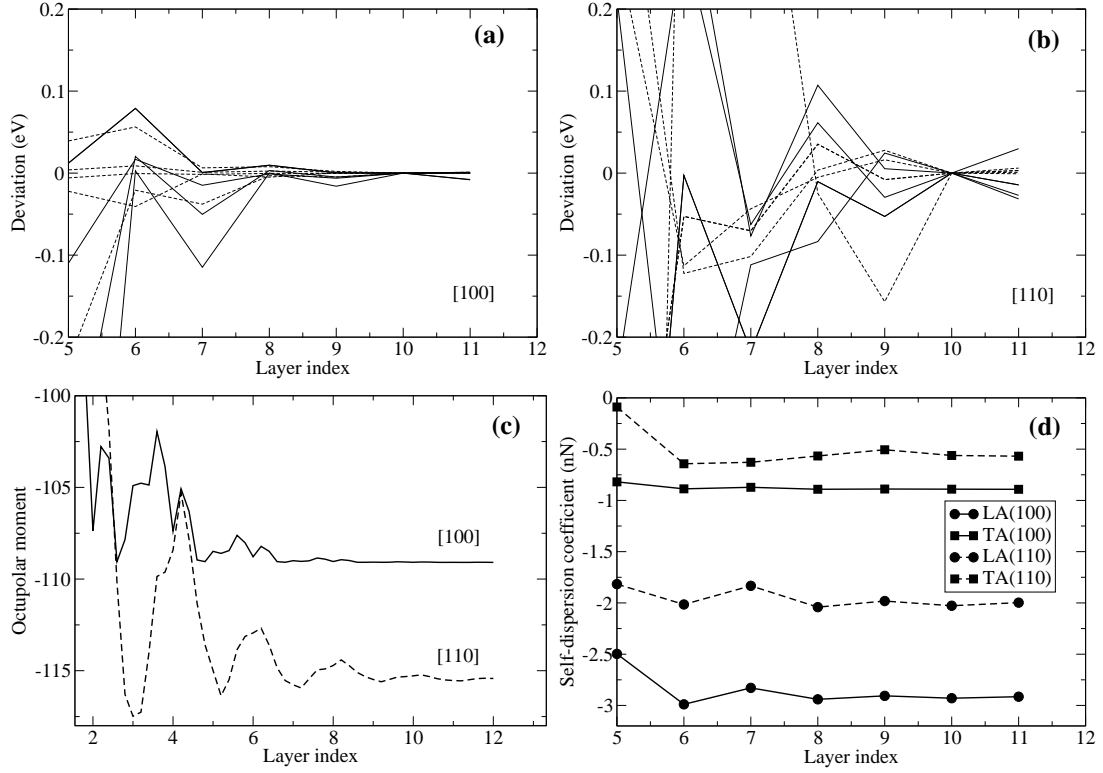 0.2
0.1
0
-0.1
-0.2
Deviation (eV)
(a)
[100]
5 6 7 8 9 10 11 12
Layer index
0.2
0.1
0
-0.1
-0.2
Deviation (eV)
(b)
[110]
5 6 7 8 9 10 11 12
Layer index
-100
-105
-110
-115
Octupolar moment
(c)
[100]
[110]
2 4 6 8 10 12
Layer index
0
-0.5
-1
-1.5
-2
-2.5
-3
Self-dispersion coefficient (nN)
(d)
LA(100)
TA(100)
LA(110)
TA(110)
5 6 7 8 9 10 11 12
Layer index